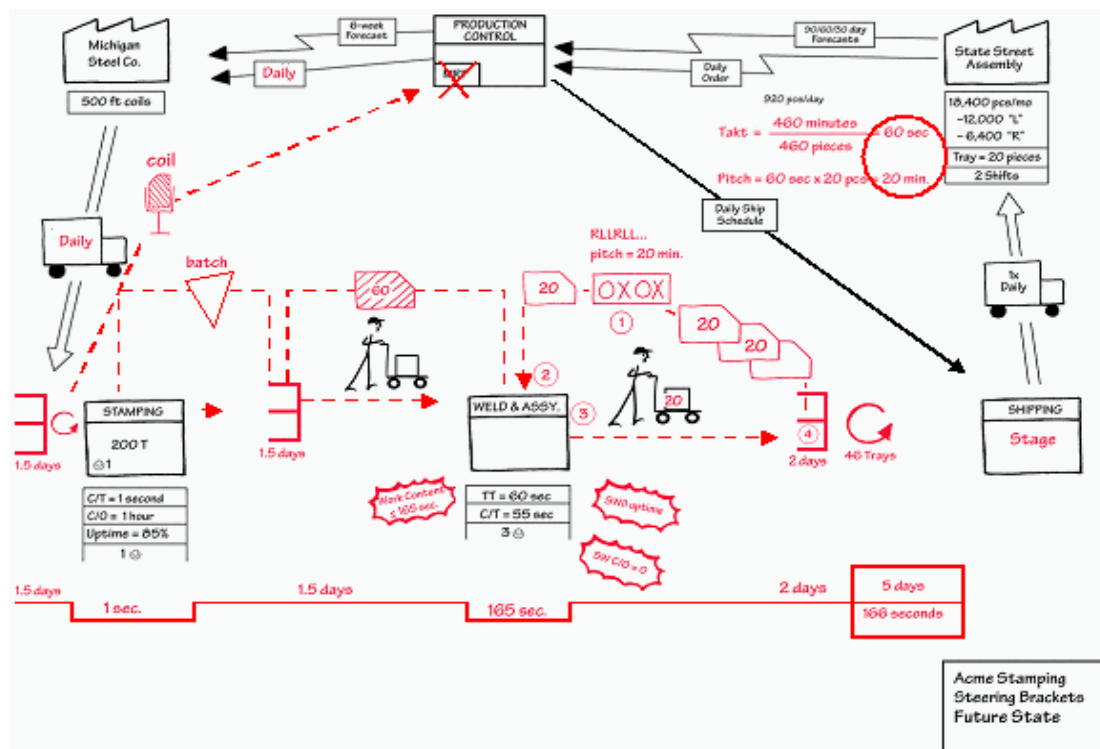 Michigan
Steel Co.
500 ft coils
6-week
Forecast
Daily
PRODUCTION
CONTROL
90/60/30 day
Forecasts
Daily
Order
State Street
Assembly
18,400 pcs/mo
-12,000 "L"
-6,400 "R"
Tray = 20 pieces
2 Shifts
920 pcs/day
Takt = 460 minutes = 60 sec
460 pieces
Pitch = 60 sec x 20 pcs = 20 min.
coil
Daily
batch
60
20
RLLRLL...
pitch = 20 min.
OXOX
1
20
20
Daily Ship
Schedule
1x
Daily
2
3
20
4
1.5 days
STAMPING
200 T
1
1.5 days
WELD & ASSY.
2 days
46 Trays
SHIPPING
Stage
C/T = 1 second
C/O = 1 hour
Uptime = 85%
1
Work Content
≤ 165 sec.
TT = 60 sec
C/T = 55 sec
3
uptime
C/O = 0
1.5 days
1 sec.
1.5 days
165 sec.
2 days
5 days
166 seconds
Acme Stamping
Steering Brackets
Future State